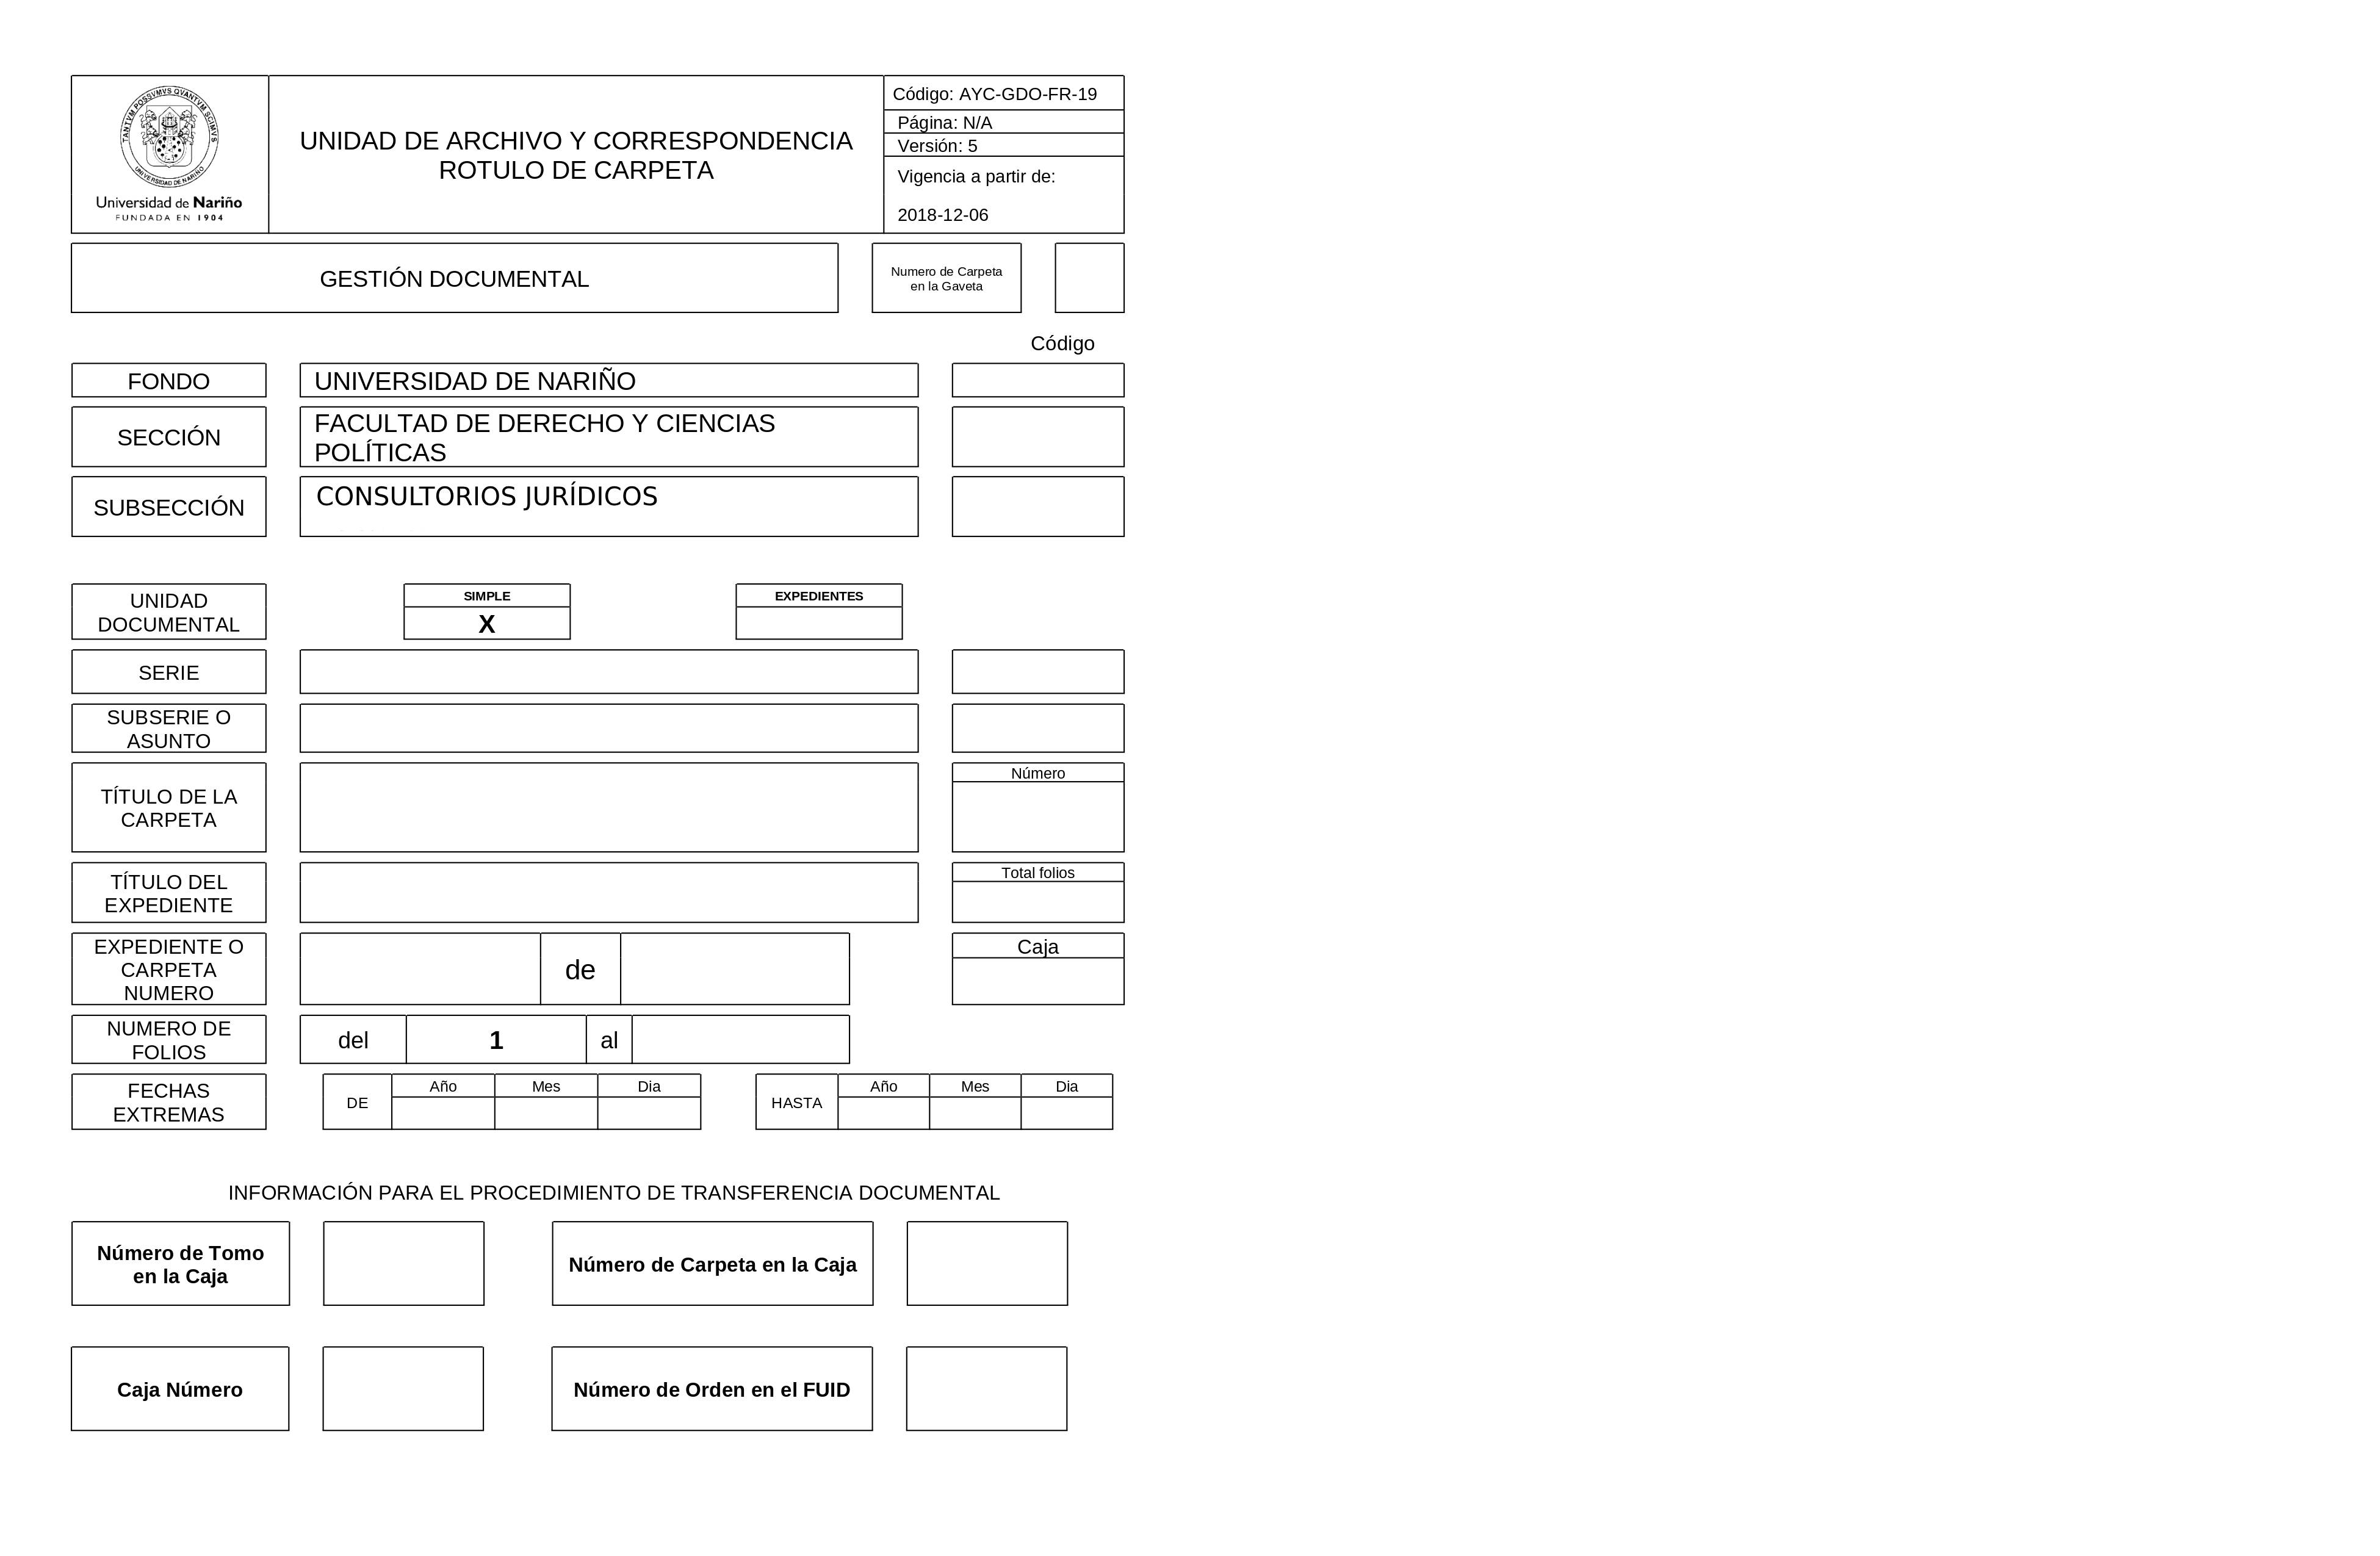 TANTVM POSSVMVS QVANTVM SCIMVS
UNIVERSIDAD DE NARIÑO
Universidad de Nariño
FUNDADA EN 1904
UNIDAD DE ARCHIVO Y CORRESPONDENCIA
ROTULO DE CARPETA
Código: AYC-GDO-FR-19
Página: N/A
Versión: 5
Vigencia a partir de:
2018-12-06
GESTIÓN DOCUMENTAL
Numero de Carpeta
en la Gaveta
Código
FONDO
UNIVERSIDAD DE NARIÑO
SECCIÓN
FACULTAD DE DERECHO Y CIENCIAS
POLÍTICAS
SUBSECCIÓN
CONSULTORIOS JURÍDICOS
UNIDAD
DOCUMENTAL
SIMPLE
X
EXPEDIENTES
SERIE
SUBSERIE O
ASUNTO
TÍTULO DE LA
CARPETA
Número
TÍTULO DEL
EXPEDIENTE
Total folios
EXPEDIENTE O
CARPETA
NUMERO
de
Caja
NUMERO DE
FOLIOS
del
1
al
FECHAS
EXTREMAS
DE
Año
Mes
Dia
HASTA
Año
Mes
Dia
INFORMACIÓN PARA EL PROCEDIMIENTO DE TRANSFERENCIA DOCUMENTAL
Número de Tomo
en la Caja
Número de Carpeta en la Caja
Caja Número
Número de Orden en el FUID